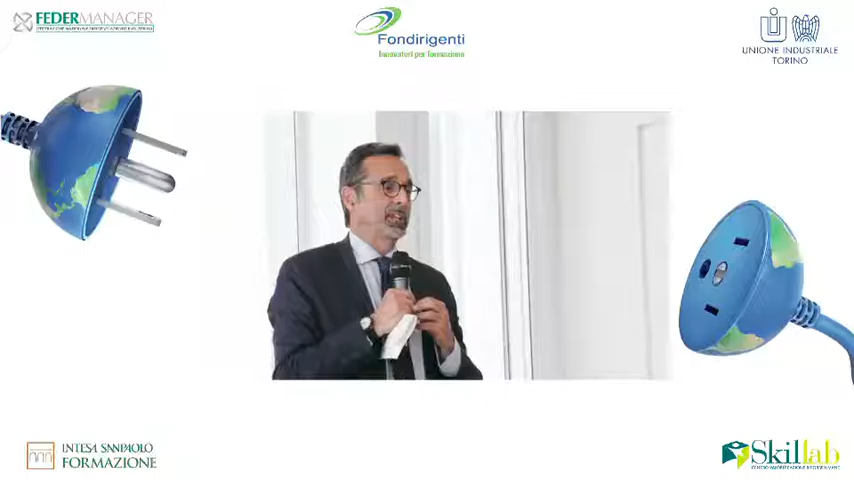 FEDERMANAGER
Fondirigenti
Innovatori per formazione
UNIONE INDUSTRIALE
TORINO
INTESA SANPAOLO
FORMAZIONE
Skillab